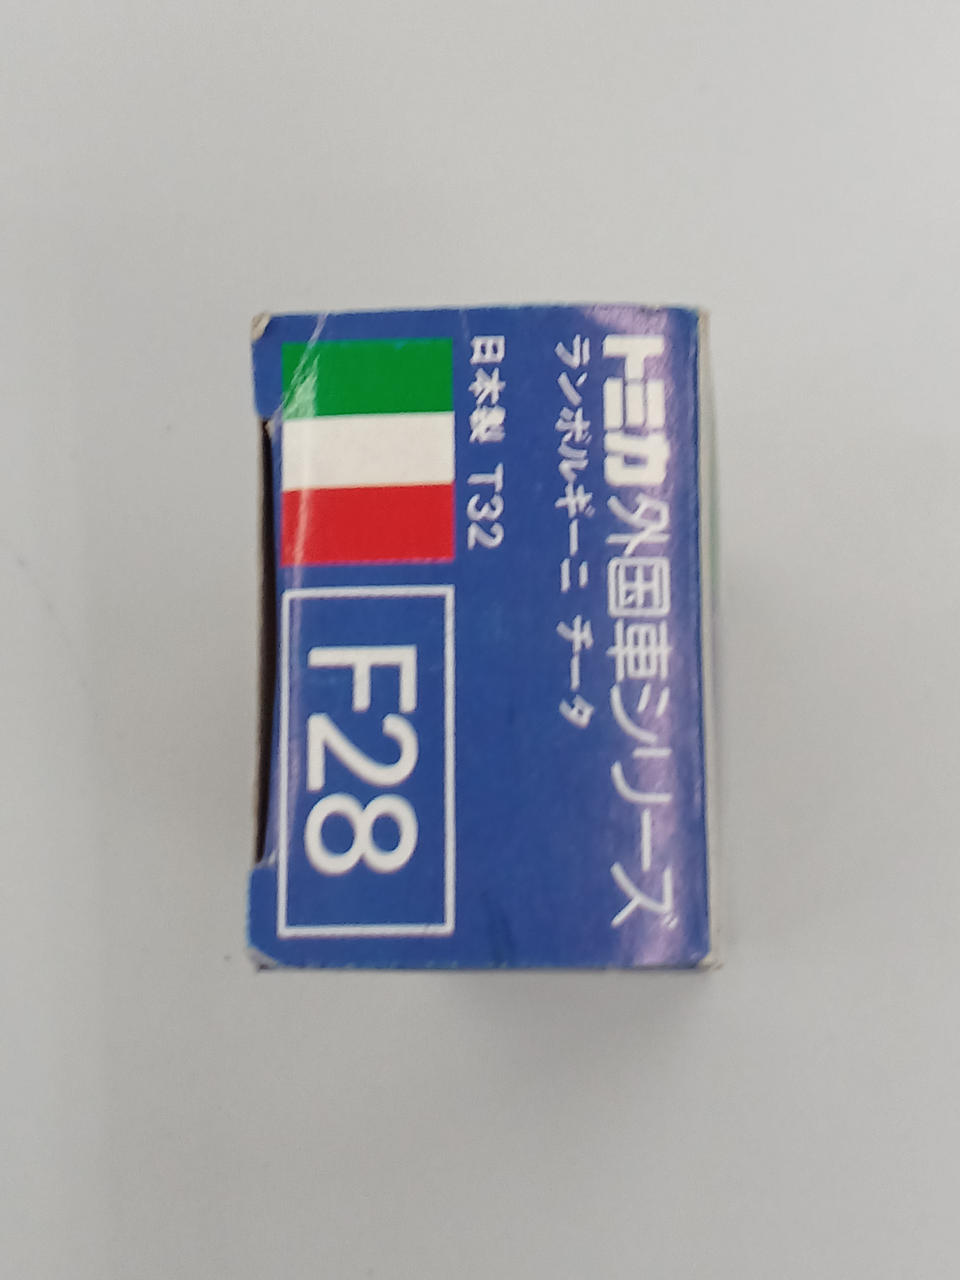 トミカ外国車シリーズ
ランボルギーニ チータ
日本製 T32
F28